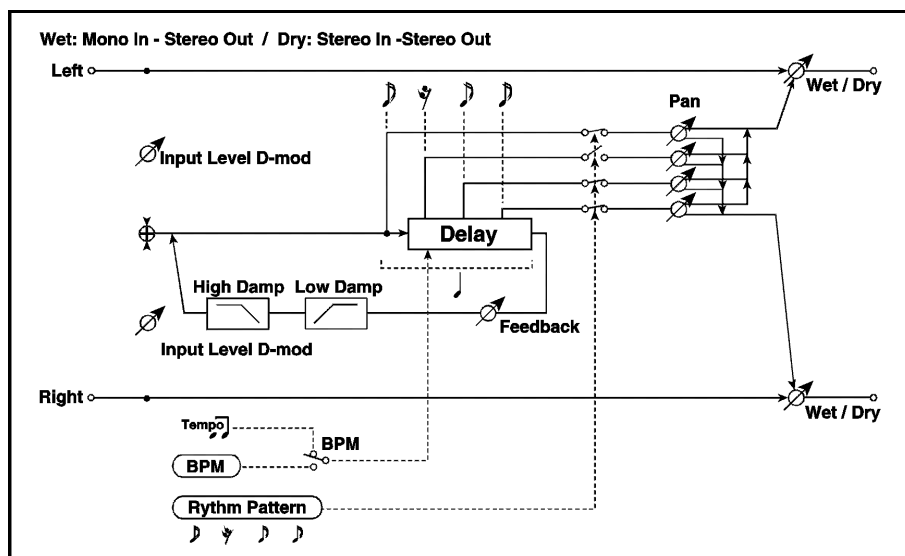 Wet: Mono In - Stereo Out / Dry: Stereo In -Stereo Out
Left
Wet / Dry
Pan
Input Level D-mod
Delay
High Damp Low Damp
Feedback
Input Level D-mod
Right
Wet / Dry
Tempo
BPM
BPM
Rythm Pattern